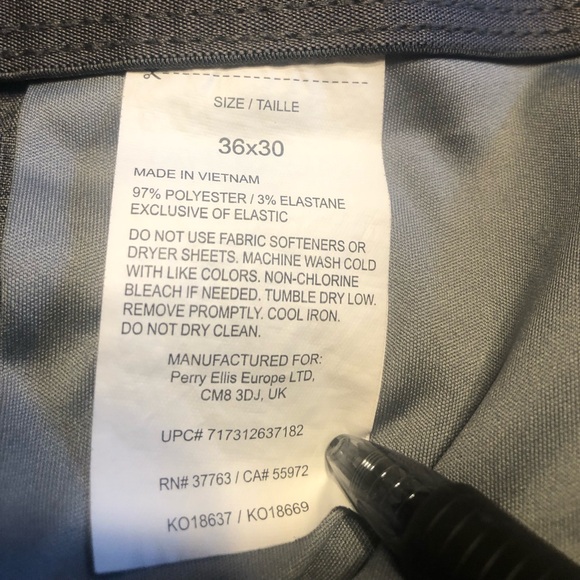 SIZE / TAILLE
36x30
MADE IN VIETNAM
97% POLYESTER / 3% ELASTANE
EXCLUSIVE OF ELASTIC
DO NOT USE FABRIC SOFTENERS OR
DRYER SHEETS. MACHINE WASH COLD
WITH LIKE COLORS. NON-CHLORINE
BLEACH IF NEEDED. TUMBLE DRY LOW.
REMOVE PROMPTLY. COOL IRON.
DO NOT DRY CLEAN.
MANUFACTURED FOR:
Perry Ellis Europe LTD,
CM8 3DJ, UK
UPC# 717312637182
RN# 37763 / CA# 55972
KO18637 / KO18669